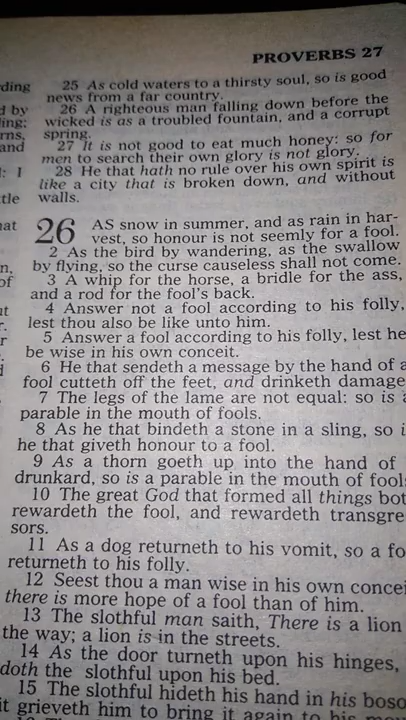 PROVERBS 27
ding
d by
ing;
rns,
and
: I
ttle
hat
n,
of
25 As cold waters to a thirsty soul, so is good
news from a far country.
26 A righteous man falling down before the
wicked is as a troubled fountain, and a corrupt
spring.
27 It is not good to eat much honey: so for
men to search their own glory is not glory.
28 He that hath no rule over his own spirit is
like a city that is broken down, and without
walls.
26 AS snow in summer, and as rain in har-
vest, so honour is not seemly for a fool.
2 As the bird by wandering, as the swallow
by flying, so the curse causeless shall not come.
3 A whip for the horse, a bridle for the ass,
and a rod for the fool's back.
4 Answer not a fool according to his folly,
lest thou also be like unto him.
5 Answer a fool according to his folly, lest he
be wise in his own conceit.
6 He that sendeth a message by the hand of a
fool cutteth off the feet, and drinketh damage
7 The legs of the lame are not equal: so is a
parable in the mouth of fools.
8 As he that bindeth a stone in a sling, so i
he that giveth honour to a fool.
9 As a thorn goeth up into the hand of
drunkard, so is a parable in the mouth of fool
10 The great God that formed all things bot
rewardeth the fool, and rewardeth transgre
sors.
11 As a dog returneth to his vomit, so a fo
returneth to his folly.
12 Seest thou a man wise in his own concei
there is more hope of a fool than of him.
13 The slothful man saith, There is a lion
the way; a lion is in the streets.
14 As the door turneth upon his hinges,
doth the slothful upon his bed.
15 The slothful hideth his hand in his boso
it grieveth him to bring it again to his